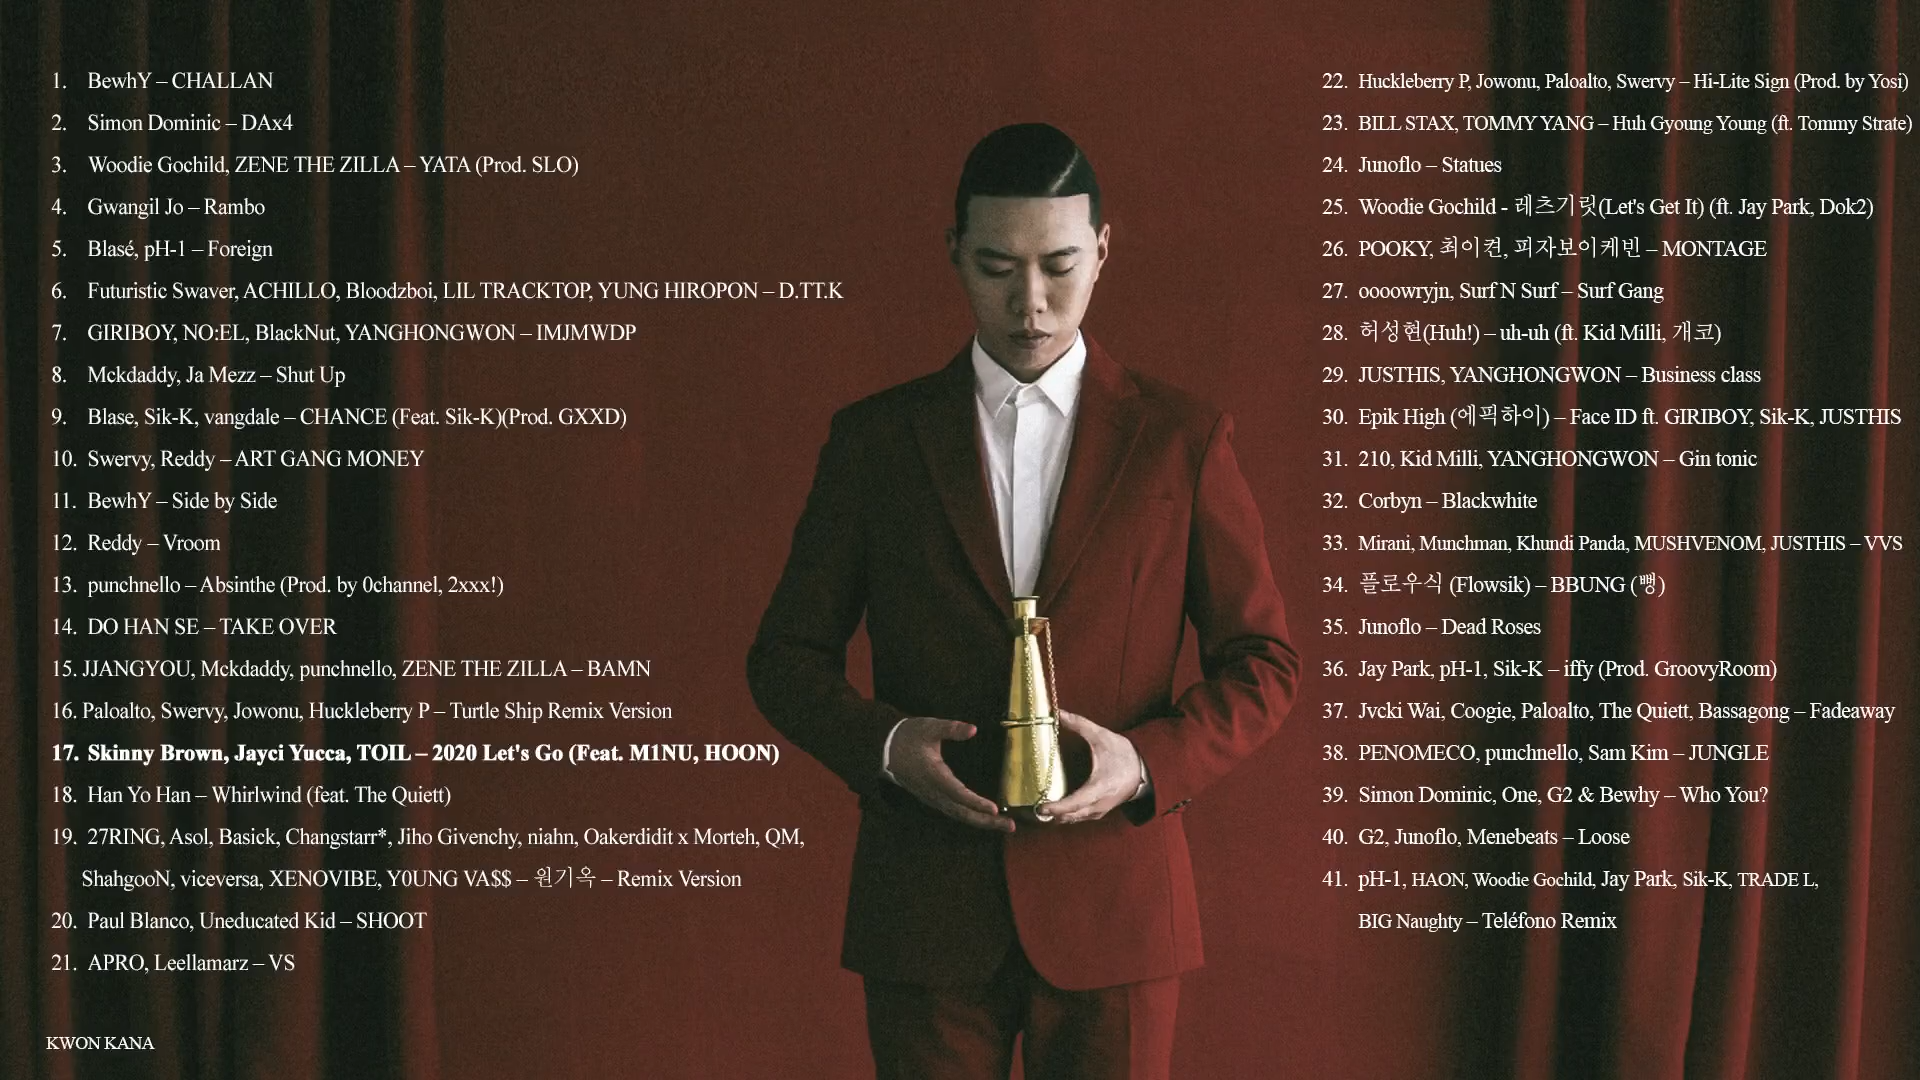 1. BewhY – CHALLAN
2. Simon Dominic – DAx4
3. Woodie Gochild, ZENE THE ZILLA – YATA (Prod. SLO)
4. Gwangil Jo – Rambo
5. Blasé, pH-1 – Foreign
6. Futuristic Swaver, ACHILLO, Bloodzboi, LIL TRACKTOP, YUNG HIROPON – D.TT.K
7. GIRIBOY, NO:EL, BlackNut, YANGHONGWON – IMJMWDP
8. Mckdaddy, Ja Mezz – Shut Up
9. Blase, Sik-K, vangdale – CHANCE (Feat. Sik-K)(Prod. GXXD)
10. Swervy, Reddy – ART GANG MONEY
11. BewhY – Side by Side
12. Reddy – Vroom
13. punchnello – Absinthe (Prod. by 0channel, 2xxx!)
14. DO HAN SE – TAKE OVER
15. JJANGYOU, Mckdaddy, punchnello, ZENE THE ZILLA – BAMN
16. Paloalto, Swervy, Jowonu, Huckleberry P – Turtle Ship Remix Version
17. Skinny Brown, Jayci Yucca, TOIL – 2020 Let's Go (Feat. M1NU, HOON)
18. Han Yo Han – Whirlwind (feat. The Quiett)
19. 27RING, Asol, Basick, Changstarr*, Jiho Givenchy, niahn, Oakerdidit x Morteh, QM,
ShahgooN, viceversa, XENOVIBE, Y0UNG VA$$ – 원기옥 – Remix Version
20. Paul Blanco, Uneducated Kid – SHOOT
21. APRO, Leellamarz – VS
KWON KANA
22. Huckleberry P, Jowonu, Paloalto, Swervy – Hi-Lite Sign (Prod. by Yosi)
23. BILL STAX, TOMMY YANG – Huh Gyoung Young (ft. Tommy Strate)
24. Junoflo – Statues
25. Woodie Gochild - 레츠기릿(Let's Get It) (ft. Jay Park, Dok2)
26. POOKY, 최이켠, 피자보이케빈 – MONTAGE
27. oooowryjn, Surf N Surf – Surf Gang
28. 허성현(Huh!) – uh-uh (ft. Kid Milli, 개코)
29. JUSTHIS, YANGHONGWON – Business class
30. Epik High (에픽하이) – Face ID ft. GIRIBOY, Sik-K, JUSTHIS
31. 210, Kid Milli, YANGHONGWON – Gin tonic
32. Corbyn – Blackwhite
33. Mirani, Munchman, Khundi Panda, MUSHVENOM, JUSTHIS – VVS
34. 플로우식 (Flowsik) – BBUNG (뻥)
35. Junoflo – Dead Roses
36. Jay Park, pH-1, Sik-K – iffy (Prod. GroovyRoom)
37. Jvcki Wai, Coogie, Paloalto, The Quiett, Bassagong – Fadeaway
38. PENOMECO, punchnello, Sam Kim – JUNGLE
39. Simon Dominic, One, G2 & Bewhy – Who You?
40. G2, Junoflo, Menebeats – Loose
41. pH-1, HAON, Woodie Gochild, Jay Park, Sik-K, TRADE L,
BIG Naughty – Teléfono Remix